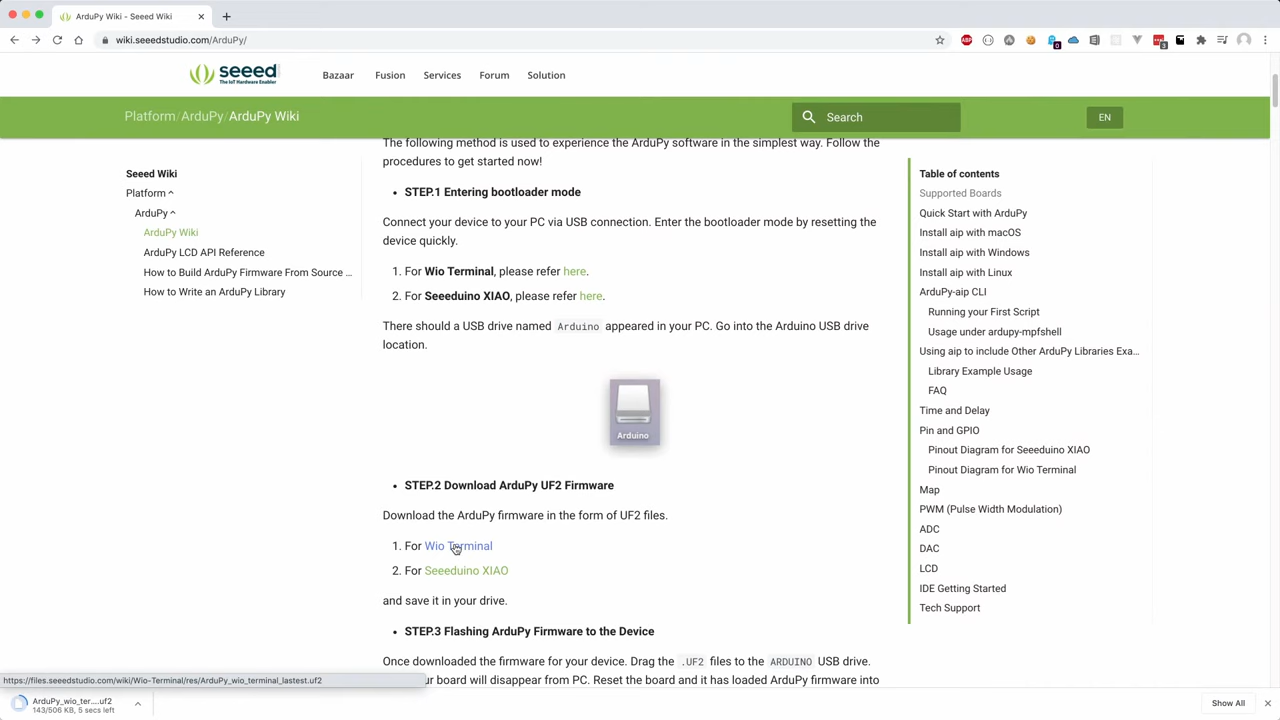 ArduPy Wiki - Seeed Wiki
wiki.seeedstudio.com/ArduPy/
ABP
0
3
seeed
The IoT Hardware Enabler
Bazaar
Fusion
Services
Forum
Solution
Platform/ArduPy/ArduPy Wiki
Search
EN
Seeed Wiki
Platform
ArduPy
ArduPy Wiki
ArduPy LCD API Reference
How to Build ArduPy Firmware From Source ...
How to Write an ArduPy Library
The following method is used to experience the ArduPy software in the simplest way. Follow the
procedures to get started now!
• STEP.1 Entering bootloader mode
Connect your device to your PC via USB connection. Enter the bootloader mode by resetting the
device quickly.
1. For Wio Terminal, please refer here.
2. For Seeeduino XIAO, please refer here.
There should a USB drive named Arduino appeared in your PC. Go into the Arduino USB drive
location.
Arduino
• STEP.2 Download ArduPy UF2 Firmware
Download the ArduPy firmware in the form of UF2 files.
1. For Wio Terminal
2. For Seeeduino XIAO
and save it in your drive.
• STEP.3 Flashing ArduPy Firmware to the Device
Once downloaded the firmware for your device. Drag the .UF2 files to the ARDUINO USB drive.
ur board will disappear from PC. Reset the board and it has loaded ArduPy firmware into
Table of contents
Supported Boards
Quick Start with ArduPy
Install aip with macOS
Install aip with Windows
Install aip with Linux
ArduPy-aip CLI
Running your First Script
Usage under ardupy-mpfshell
Using aip to include Other ArduPy Libraries Exa...
Library Example Usage
FAQ
Time and Delay
Pin and GPIO
Pinout Diagram for Seeeduino XIAO
Pinout Diagram for Wio Terminal
Map
PWM (Pulse Width Modulation)
ADC
DAC
LCD
IDE Getting Started
Tech Support
https://files.seeedstudio.com/wiki/Wio-Terminal/res/ArduPy_wio_terminal_lastest.uf2
ArduPy_wio_ter....uf2
143/506 KB, 5 secs left
Show All